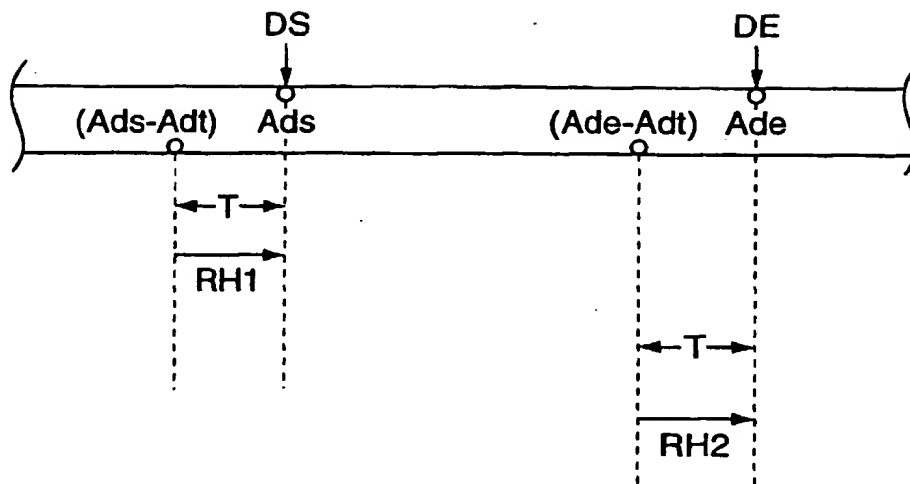 DS DE
(Ads-Adt) Ads (Ade-Adt) Ade
T
RH1
T
RH2